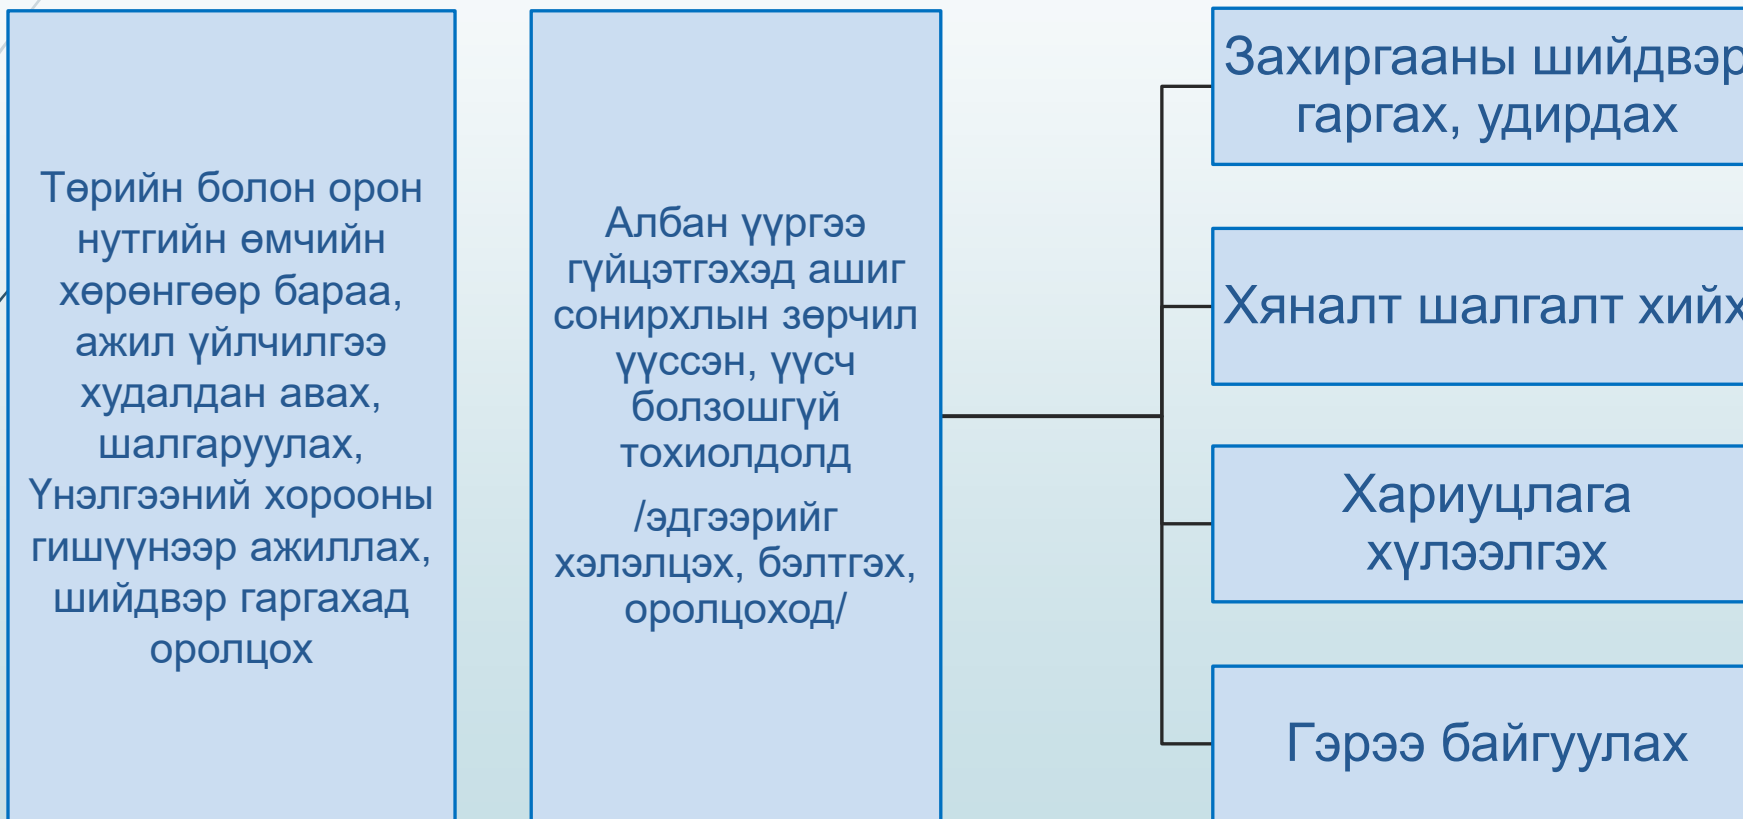 Төрийн болон орон
нутгийн өмчийн
хөрөнгөөр бараа,
ажил үйлчилгээ
худалдан авах,
шалгаруулах,
Үнэлгээний хорооны
гишүүнээр ажиллах,
шийдвэр гаргахад
оролцох
Албан үүргээ
гүйцэтгэхэд ашиг
сонирхлын зөрчил
үүссэн, үүсч
болзошгүй
тохиолдолд
/эдгээрийг
хэлэлцэх, бэлтгэх,
оролцоход/
Захиргааны шийдвэр
гаргах, удирдах
Хяналт шалгалт хийх
Хариуцлага
хүлээлгэх
Гэрээ байгуулах